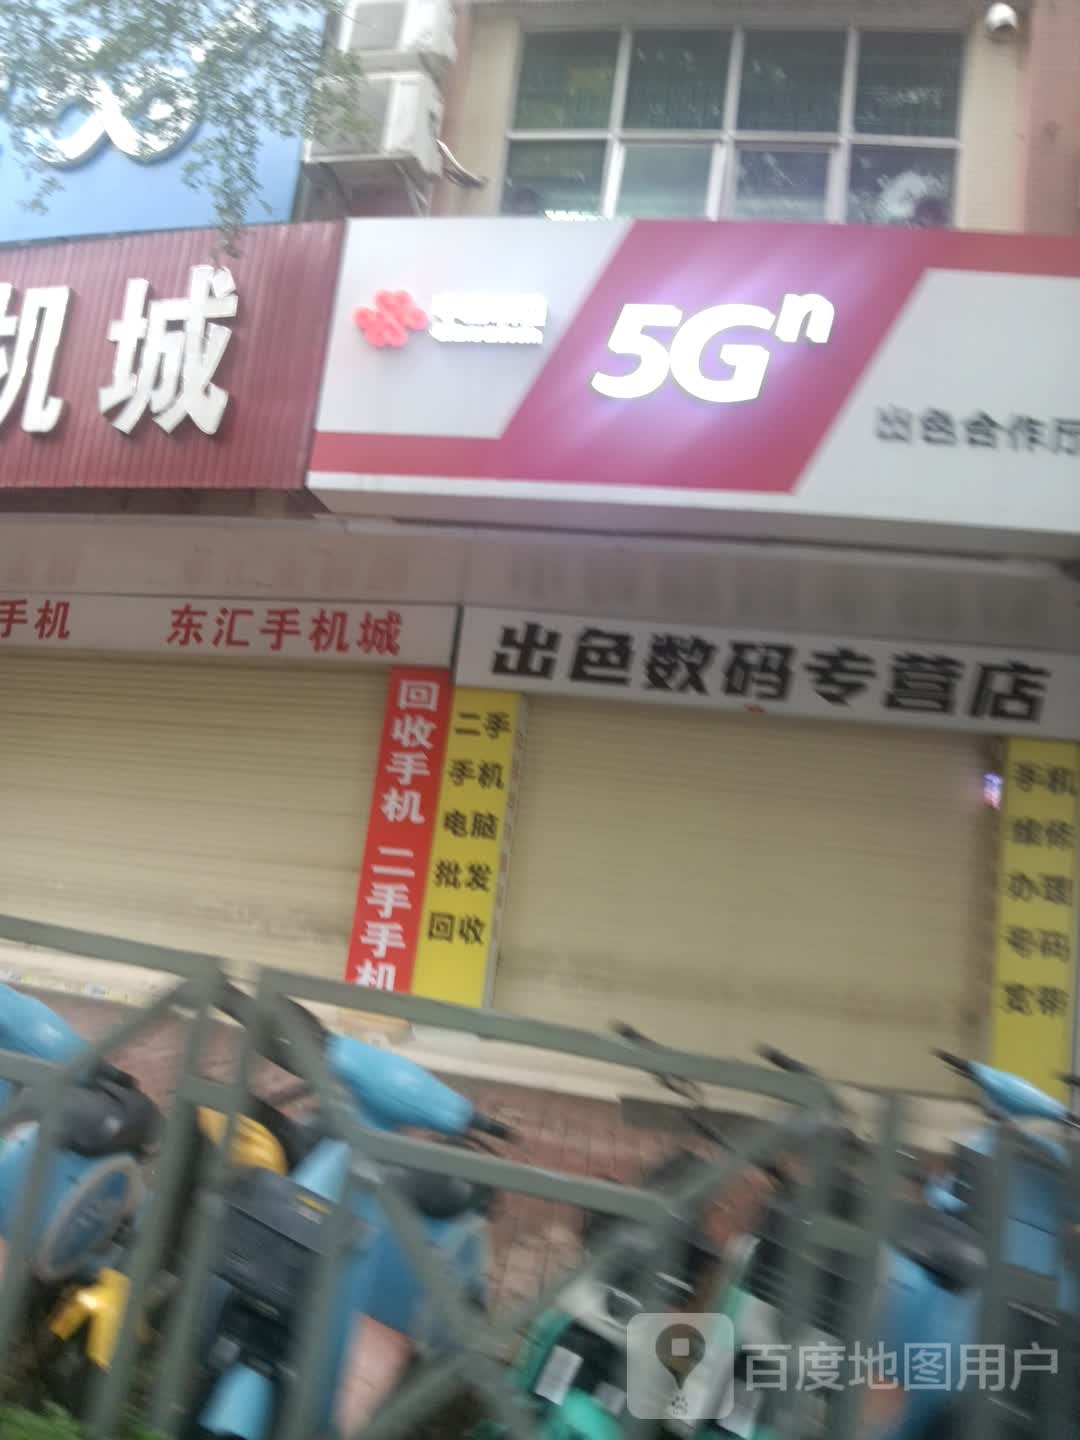 机城
5Gⁿ
出色合作厅
手机
东汇手机城
出色数码专营店
回收手机 二手手机
二手
手机
电脑
批发
回收
手机
维修
办理
号码
宽带
百度地图用户